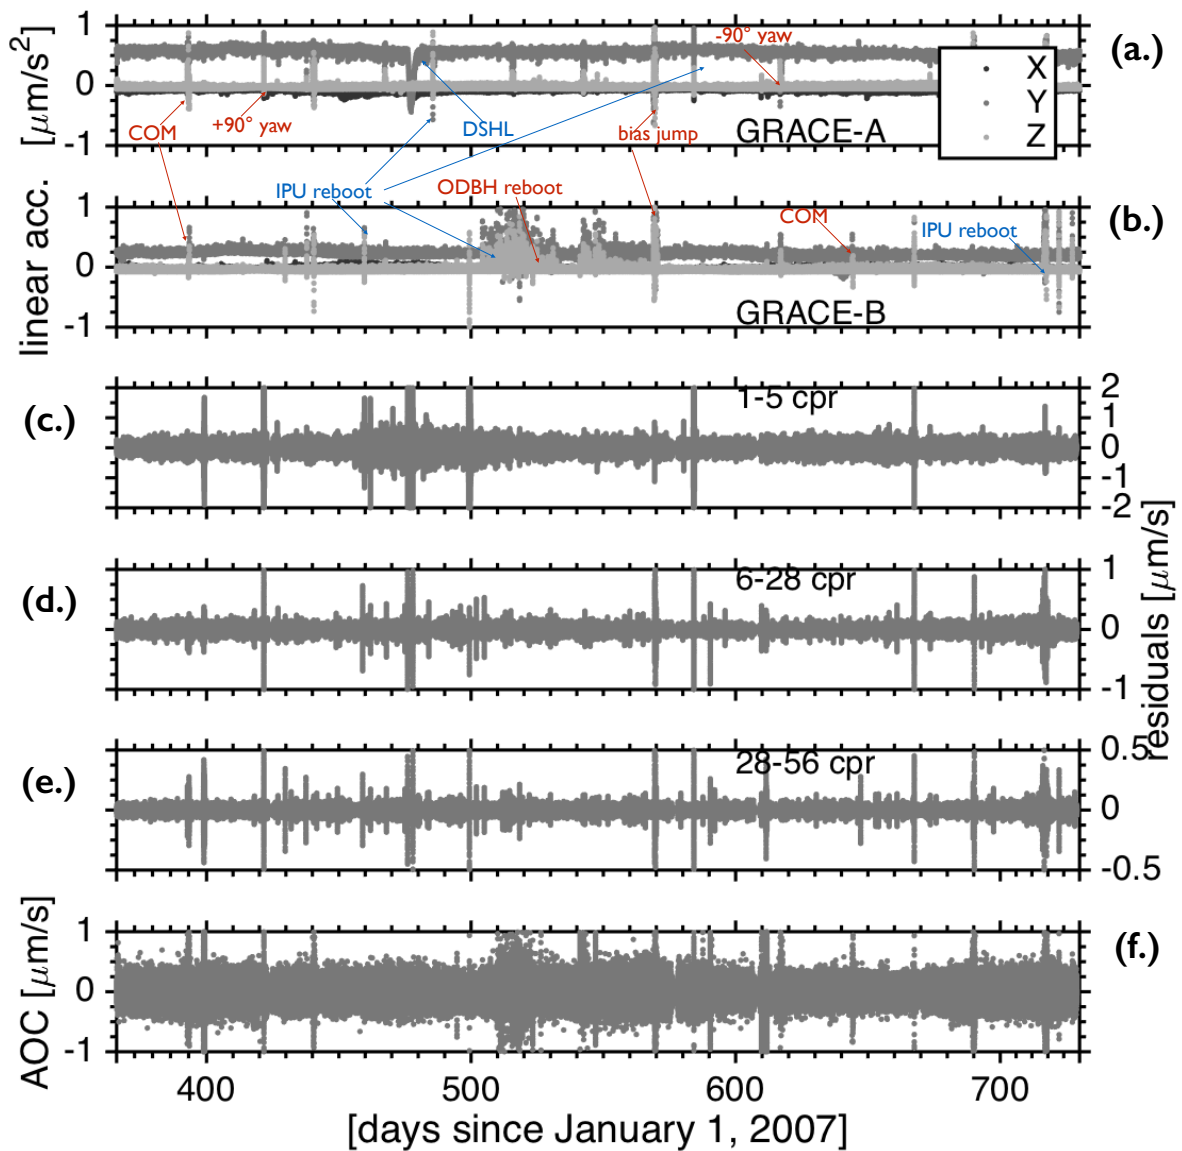 1
0
-1
[μm/s²]
(a.)
-90° yaw
X
Y
Z
COM
+90° yaw
DSHL
bias jump
GRACE-A
IPU reboot
ODBH reboot
1
0
-1
linear acc.
(b.)
COM
IPU reboot
GRACE-B
(c.)
1-5 cpr
2
1
0
-1
-2
(d.)
6-28 cpr
1
0
-1
residuals [μm/s]
(e.)
28-56 cpr
0.5
0
-0.5
(f.)
AOC [μm/s]
1
0
-1
400 500 600 700
[days since January 1, 2007]